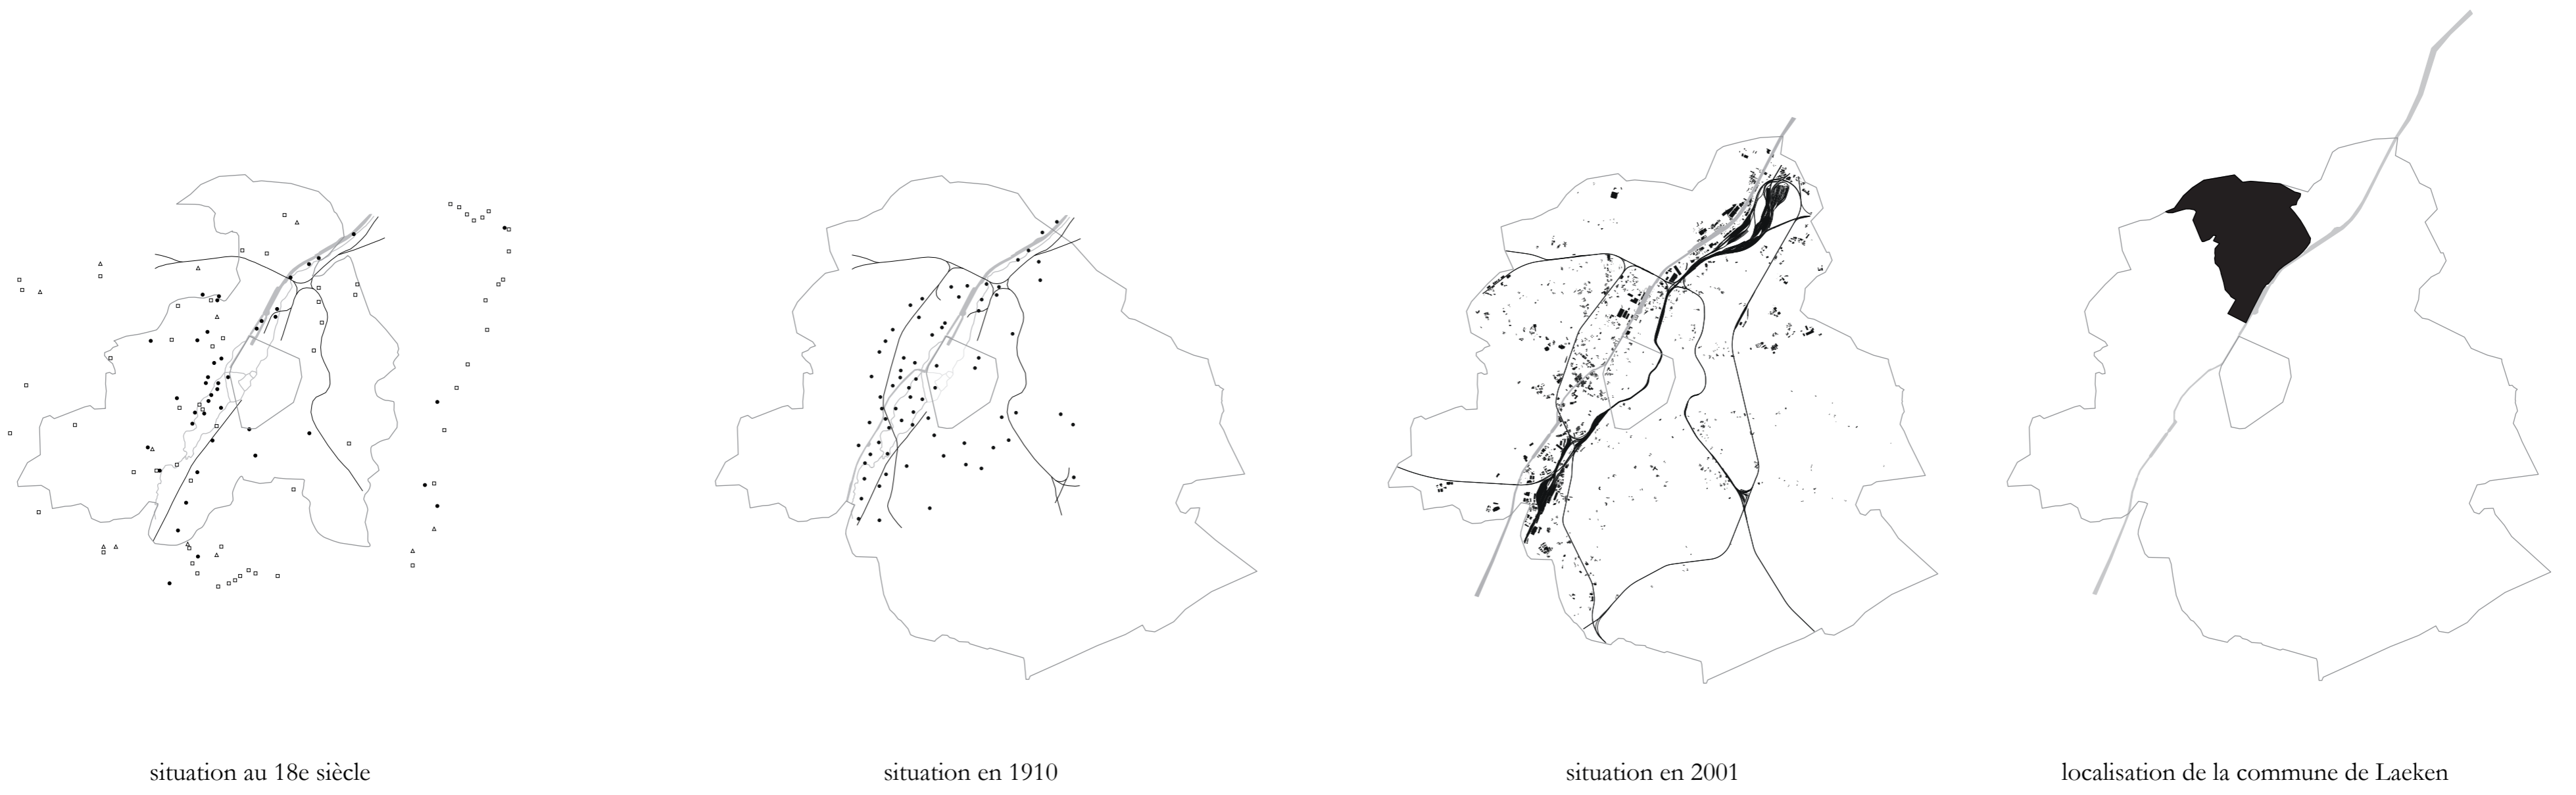 situation au 18e siècle
situation en 1910
situation en 2001
localisation de la commune de Laeken